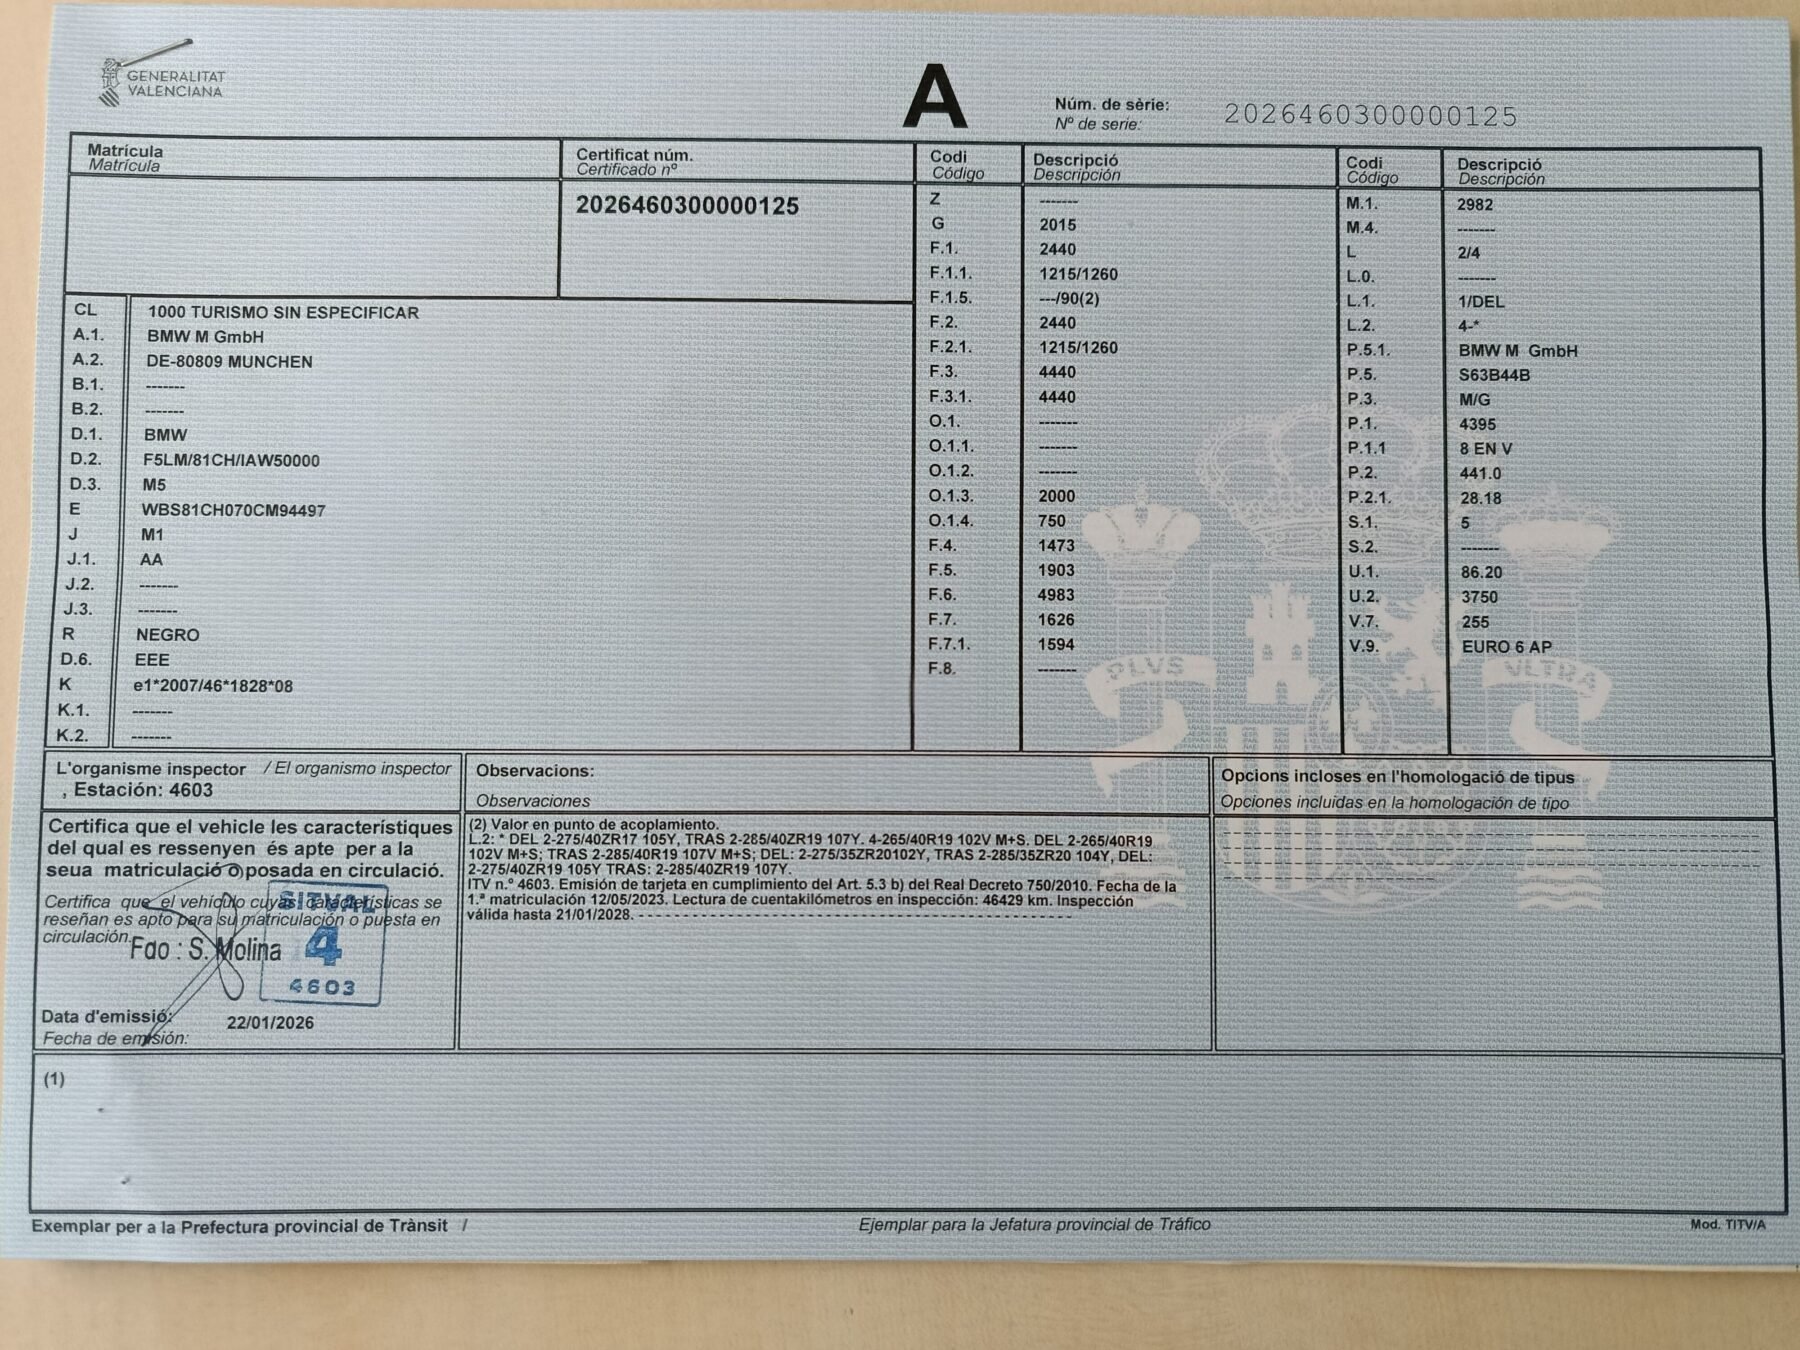 GENERALITAT
VALENCIANA
A
Núm. de sèrie:
Nº de serie:
2026460300000125
Matrícula
Matrícula
Certificat núm.
Certificado nº
2026460300000125
CL 1000 TURISMO SIN ESPECIFICAR
A.1. BMW M GmbH
A.2. DE-80809 MUNCHEN
B.1. -------
B.2. -------
D.1. BMW
D.2. F5LM/81CH/IAW50000
D.3. M5
E WBS81CH070CM94497
J M1
J.1. AA
J.2. -------
J.3. -------
R NEGRO
D.6. EEE
K e1*2007/46*1828*08
K.1. -------
K.2. -------
Codi Descripció
Código Descripción
Z -------
G 2015
F.1. 2440
F.1.1. 1215/1260
F.1.5. ---/90(2)
F.2. 2440
F.2.1. 1215/1260
F.3. 4440
F.3.1. 4440
O.1. -------
O.1.1. -------
O.1.2. -------
O.1.3. 2000
O.1.4. 750
F.4. 1473
F.5. 1903
F.6. 4983
F.7. 1626
F.7.1. 1594
F.8. -------
Codi Descripció
Código Descripción
M.1. 2982
M.4. -------
L 2/4
L.0. -------
L.1. 1/DEL
L.2. 4-*
P.5.1. BMW M GmbH
P.5. S63B44B
P.3. M/G
P.1. 4395
P.1.1 8 EN V
P.2. 441.0
P.2.1. 28.18
S.1. 5
S.2. -------
U.1. 86.20
U.2. 3750
V.7. 255
V.9. EURO 6 AP
PLVS VLTRA
L'organisme inspector / El organismo inspector
, Estación: 4603
Certifica que el vehicle les característiques
del qual es ressenyen és apte per a la
seua matriculació o posada en circulació.
Certifica que el vehículo cuyas características se
reseñan es apto para su matriculación o puesta en
circulación.
Fdo : S. Molina
SITVAL
4
4603
Data d'emissió:
Fecha de emisión:
22/01/2026
Observacions:
Observaciones
(2) Valor en punto de acoplamiento.
L.2: * DEL 2-275/40ZR17 105Y, TRAS 2-285/40ZR19 107Y. 4-265/40R19 102V M+S. DEL 2-265/40R19
102V M+S; TRAS 2-285/40R19 107V M+S; DEL: 2-275/35ZR20102Y, TRAS 2-285/35ZR20 104Y, DEL:
2-275/40ZR19 105Y TRAS: 2-285/40ZR19 107Y.
ITV n.º 4603. Emisión de tarjeta en cumplimiento del Art. 5.3 b) del Real Decreto 750/2010. Fecha de la
1.ª matriculación 12/05/2023. Lectura de cuentakilómetros en inspección: 46429 km. Inspección
válida hasta 21/01/2028. - - - - - - - - - - - - - - - - - - - - - - - - - - - - - - - - - - - - - - -
Opcions incloses en l'homologació de tipus
Opciones incluidas en la homologación de tipo
(1)
Exemplar per a la Prefectura provincial de Trànsit /
Ejemplar para la Jefatura provincial de Tráfico
Mod. TITV/A